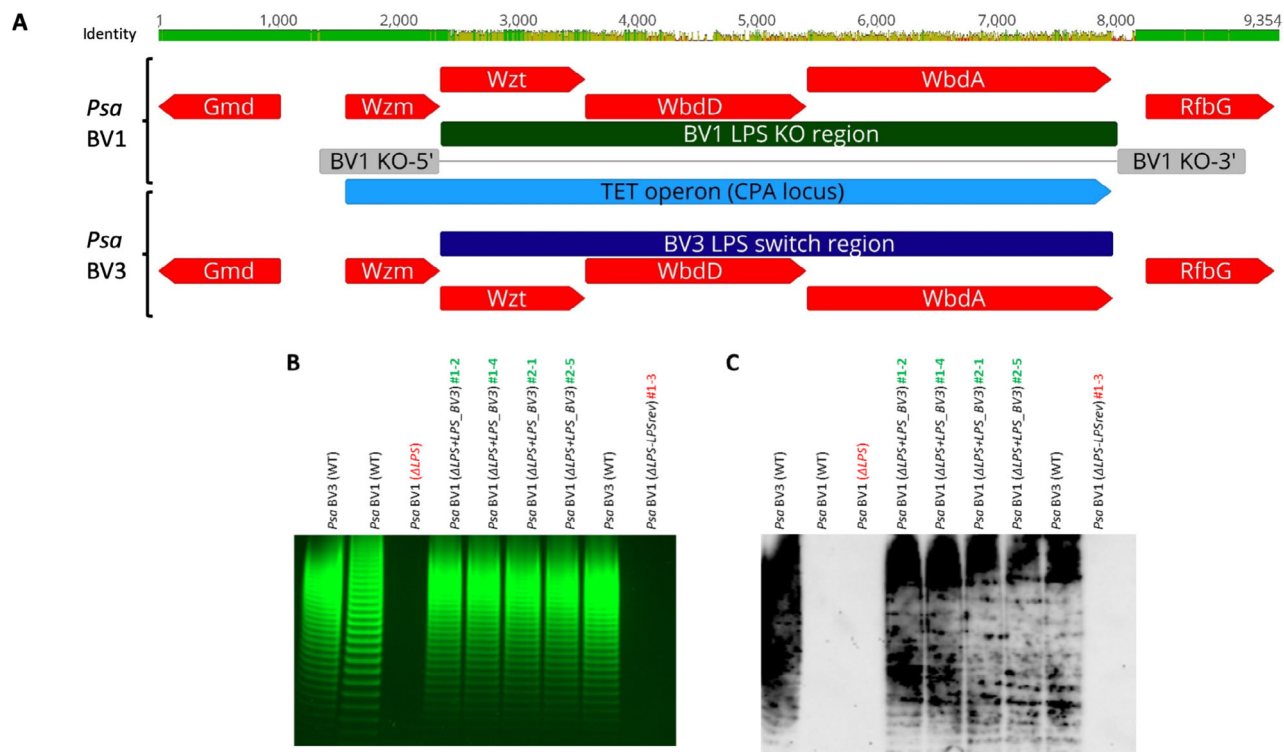 A
1 1,000 2,000 3,000 4,000 5,000 6,000 7,000 8,000 9,354
Identity
Wzt WbdA
Gmd Wzm WbdD RfbG
Psa
BV1
BV1 LPS KO region
BV1 KO-5' BV1 KO-3'
TET operon (CPA locus)
Psa
BV3
BV3 LPS switch region
Gmd Wzm WbdD RfbG
Wzt WbdA
B
Psa BV3 (WT)
Psa BV1 (WT)
Psa BV1 (ΔLPS)
Psa BV1 (ΔLPS+LPS_BV3) #1-2
Psa BV1 (ΔLPS+LPS_BV3) #1-4
Psa BV1 (ΔLPS+LPS_BV3) #2-1
Psa BV1 (ΔLPS+LPS_BV3) #2-5
Psa BV3 (WT)
Psa BV1 (ΔLPS-LPSrev) #1-3
C
Psa BV3 (WT)
Psa BV1 (WT)
Psa BV1 (ΔLPS)
Psa BV1 (ΔLPS+LPS_BV3) #1-2
Psa BV1 (ΔLPS+LPS_BV3) #1-4
Psa BV1 (ΔLPS+LPS_BV3) #2-1
Psa BV1 (ΔLPS+LPS_BV3) #2-5
Psa BV3 (WT)
Psa BV1 (ΔLPS-LPSrev) #1-3